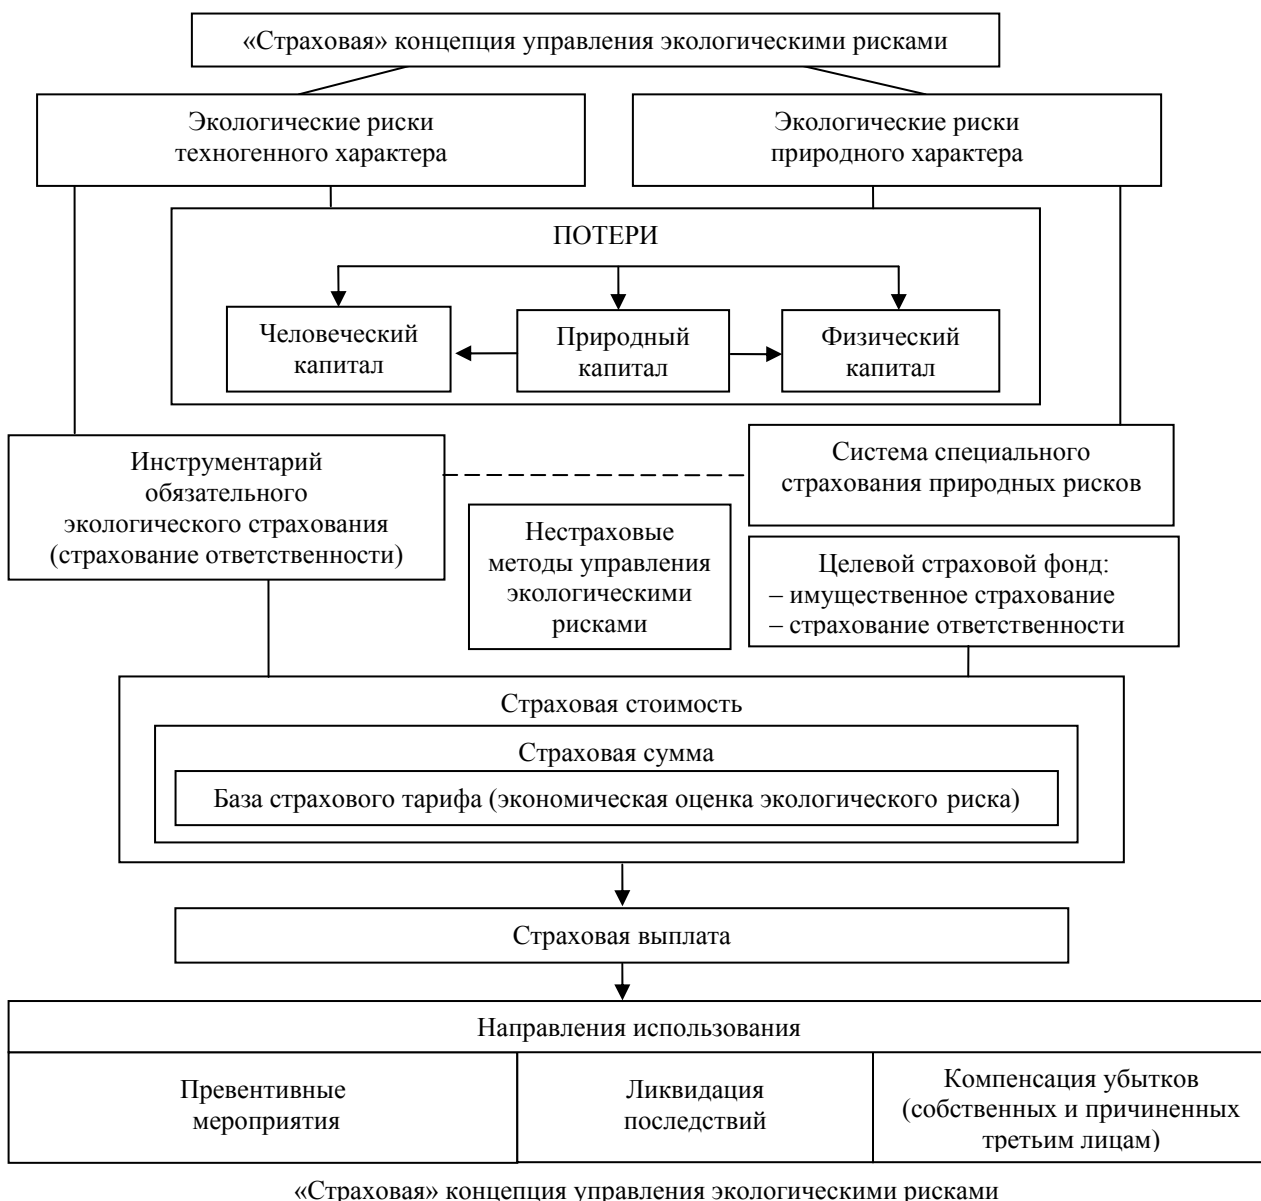 «Страховая» концепция управления экологическими рисками
Экологические риски
техногенного характера
Экологические риски
природного характера
ПОТЕРИ
Человеческий
капитал
Природный
капитал
Физический
капитал
Инструментарий
обязательного
экологического страхования
(страхование ответственности)
Система специального
страхования природных рисков
Нестраховые
методы управления
экологическими
рисками
Целевой страховой фонд:
– имущественное страхование
– страхование ответственности
Страховая стоимость
Страховая сумма
База страхового тарифа (экономическая оценка экологического риска)
Страховая выплата
Направления использования
Превентивные
мероприятия
Ликвидация
последствий
Компенсация убытков
(собственных и причиненных
третьим лицам)
«Страховая» концепция управления экологическими рисками